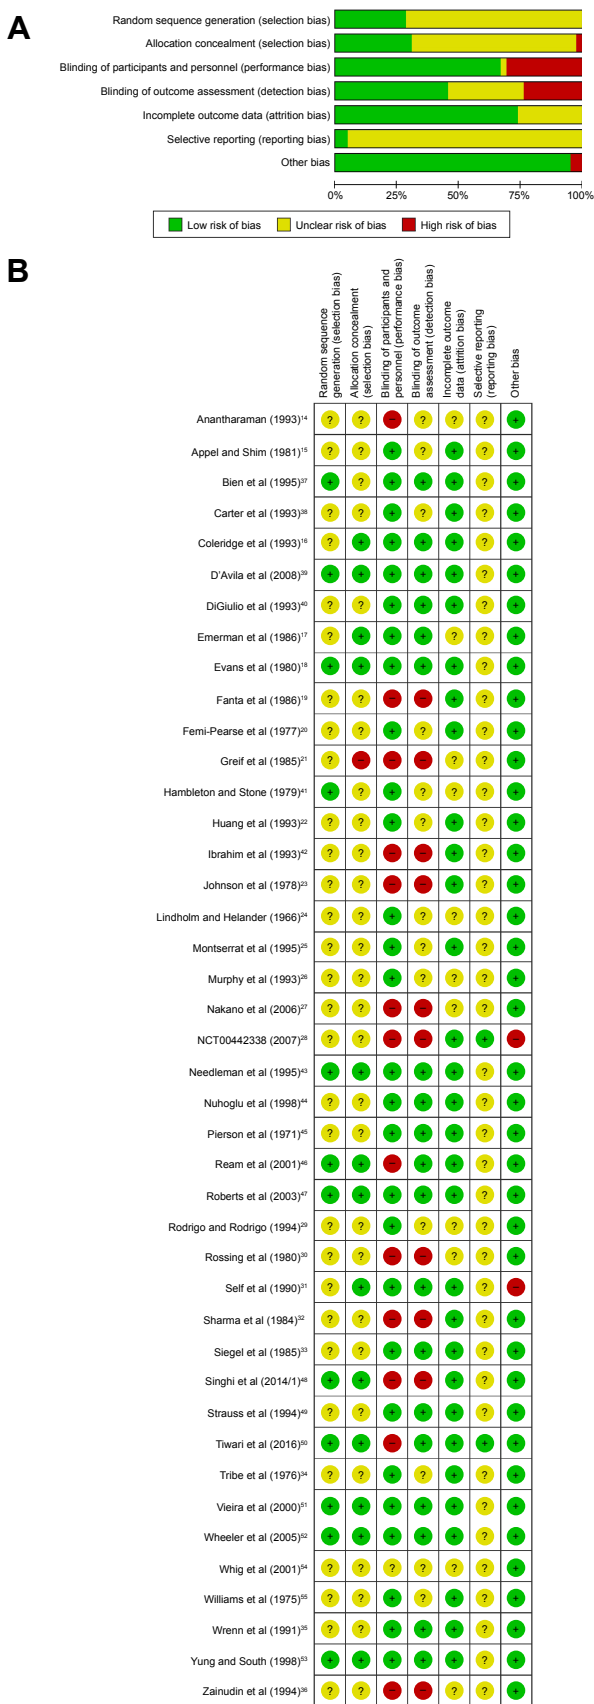 A
Random sequence generation (selection bias)
Allocation concealment (selection bias)
Blinding of participants and personnel (performance bias)
Blinding of outcome assessment (detection bias)
Incomplete outcome data (attrition bias)
Selective reporting (reporting bias)
Other bias
0% 25% 50% 75% 100%
Low risk of bias Unclear risk of bias High risk of bias
B
Random sequence
generation (selection bias)
Allocation concealment
(selection bias)
Blinding of participants and
personnel (performance bias)
Blinding of outcome
assessment (detection bias)
Incomplete outcome
data (attrition bias)
Selective reporting
(reporting bias)
Other bias
Anantharaman (1993)¹⁴ ? ? − ? ? ? +
Appel and Shim (1981)¹⁵ ? ? + ? + ? +
Bien et al (1995)³⁷ + ? + + + ? +
Carter et al (1993)³⁸ ? ? + ? + ? +
Coleridge et al (1993)¹⁶ ? + + + + ? +
D'Avila et al (2008)³⁹ + + + + + ? +
DiGiulio et al (1993)⁴⁰ ? ? + + + ? +
Emerman et al (1986)¹⁷ ? + + + ? ? +
Evans et al (1980)¹⁸ + + + + + ? +
Fanta et al (1986)¹⁹ ? ? − − + ? +
Femi-Pearse et al (1977)²⁰ ? ? + ? + ? +
Greif et al (1985)²¹ ? − − − ? ? +
Hambleton and Stone (1979)⁴¹ + ? + ? ? ? +
Huang et al (1993)²² ? ? + ? + ? +
Ibrahim et al (1993)⁴² ? ? − − + ? +
Johnson et al (1978)²³ ? ? − − + ? +
Lindholm and Helander (1966)²⁴ ? ? + ? ? ? +
Montserrat et al (1995)²⁵ ? ? + ? + ? +
Murphy et al (1993)²⁶ ? ? + ? ? ? +
Nakano et al (2006)²⁷ ? ? − − ? ? +
NCT00442338 (2007)²⁸ ? ? − − + + −
Needleman et al (1995)⁴³ + + + + + ? +
Nuhoglu et al (1998)⁴⁴ ? ? + + + ? +
Pierson et al (1971)⁴⁵ ? ? + + + ? +
Ream et al (2001)⁴⁶ + + − + + ? +
Roberts et al (2003)⁴⁷ + + + + + ? +
Rodrigo and Rodrigo (1994)²⁹ ? ? + ? ? ? +
Rossing et al (1980)³⁰ ? ? − − ? ? +
Self et al (1990)³¹ ? + + + + ? −
Sharma et al (1984)³² ? ? − − + ? +
Siegel et al (1985)³³ ? ? + + + ? +
Singhi et al (2014/1)⁴⁸ + + − − + ? +
Strauss et al (1994)⁴⁹ ? ? + + + ? +
Tiwari et al (2016)⁵⁰ + + − + + + +
Tribe et al (1976)³⁴ ? ? + ? + ? +
Vieira et al (2000)⁵¹ + + + + + ? +
Wheeler et al (2005)⁵² + + + + + ? +
Whig et al (2001)⁵⁴ ? ? ? ? ? ? +
Williams et al (1975)⁵⁵ ? ? + ? + ? +
Wrenn et al (1991)³⁵ ? ? + + + ? +
Yung and South (1998)⁵³ + + + + + ? +
Zainudin et al (1994)³⁶ ? ? − − ? ? +